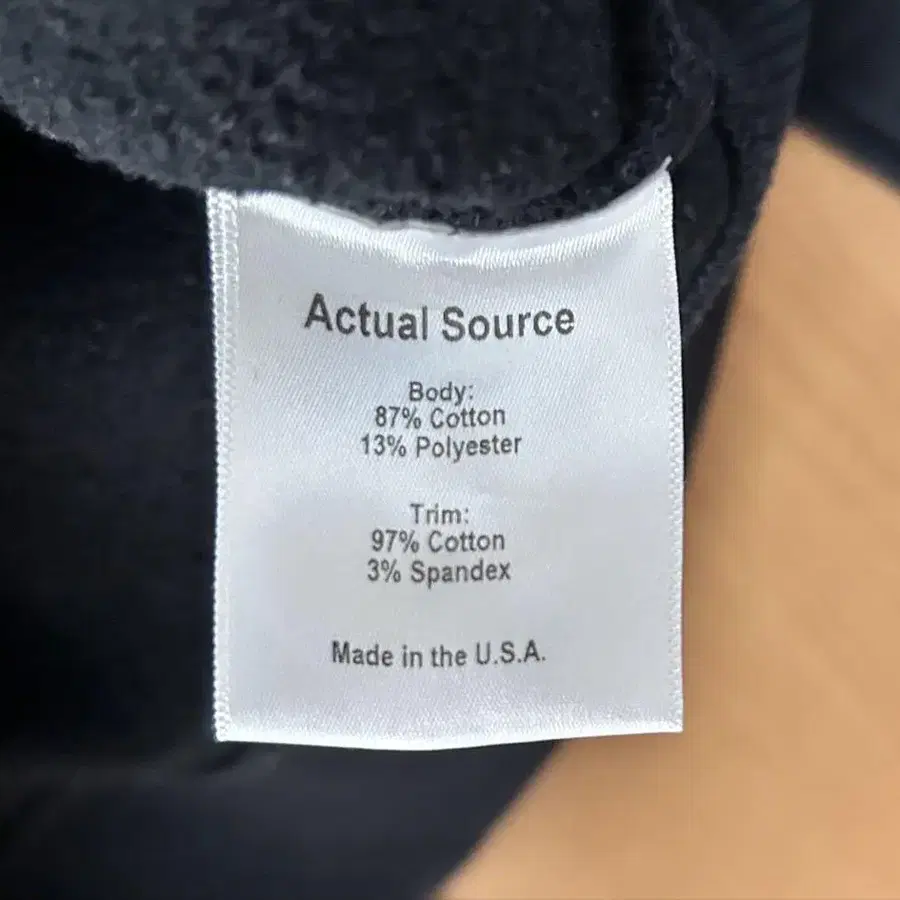 Actual Source
Body:
87% Cotton
13% Polyester
Trim:
97% Cotton
3% Spandex
Made in the U.S.A.